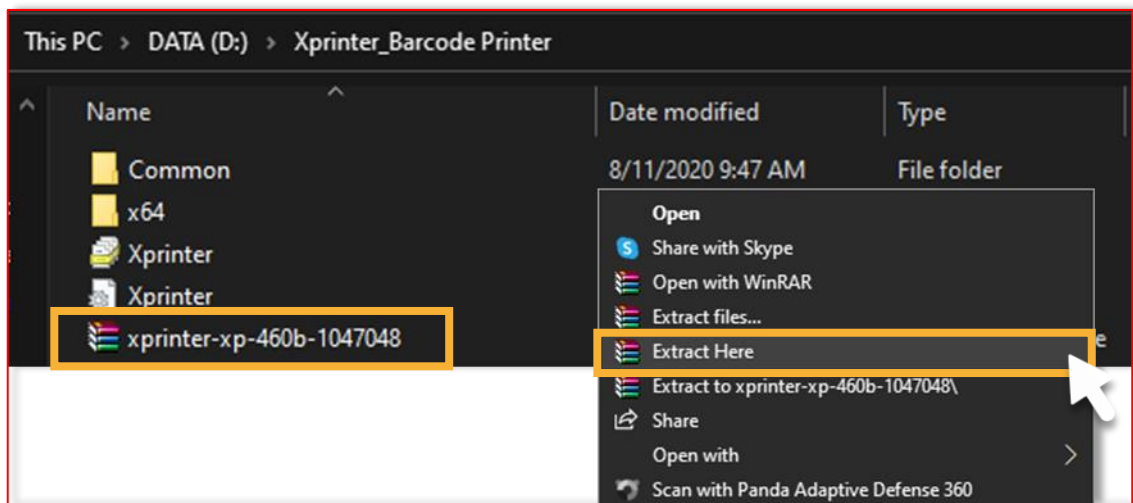 This PC > DATA (D:) > Xprinter_Barcode Printer
Name Date modified Type
Common 8/11/2020 9:47 AM File folder
x64
Open
Xprinter
Share with Skype
Open with WinRAR
Xprinter
Extract files...
xprinter-xp-460b-1047048
Extract Here
e
Extract to xprinter-xp-460b-1047048\
Share
Open with
Scan with Panda Adaptive Defense 360